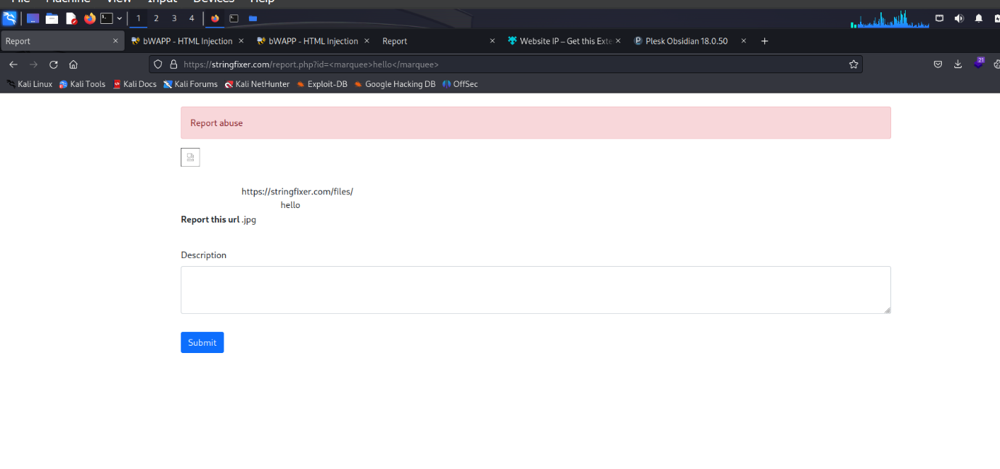 File Machine View Input Devices Help
1 2 3 4
Report bWAPP - HTML Injection bWAPP - HTML Injection Report Website IP – Get this Exte Plesk Obsidian 18.0.50
https://stringfixer.com/report.php?id=<marquee>hello</marquee>
21
Kali Linux Kali Tools Kali Docs Kali Forums Kali NetHunter Exploit-DB Google Hacking DB OffSec
Report abuse
https://stringfixer.com/files/
hello
Report this url .jpg
Description
Submit